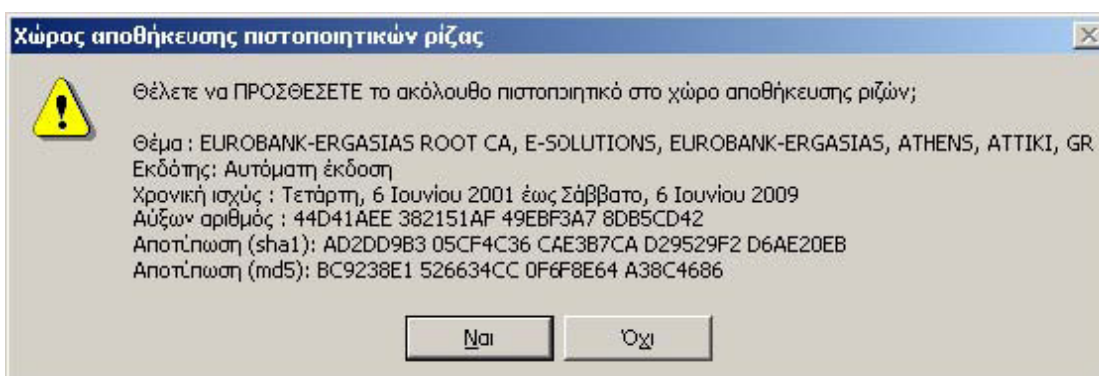 Χώρος αποθήκευσης πιστοποιητικών ρίζας
Θέλετε να ΠΡΟΣΘΕΣΕΤΕ το ακόλουθο πιστοποιητικό στο χώρο αποθήκευσης ριζών;
Θέμα : EUROBANK-ERGASIAS ROOT CA, E-SOLUTIONS, EUROBANK-ERGASIAS, ATHENS, ATTIKI, GR
Εκδότης: Αυτόματη έκδοση
Χρονική ισχύς : Τετάρτη, 6 Ιουνίου 2001 έως Σάββατο, 6 Ιουνίου 2009
Αύξων αριθμός : 44D41AEE 382151AF 49EBF3A7 8DB5CD42
Αποτύπωση (sha1): AD2DD9B3 05CF4C36 CAE3B7CA D29529F2 D6AE20EB
Αποτύπωση (md5): BC9238E1 526634CC 0F6F8E64 A38C4686
Ναι Όχι